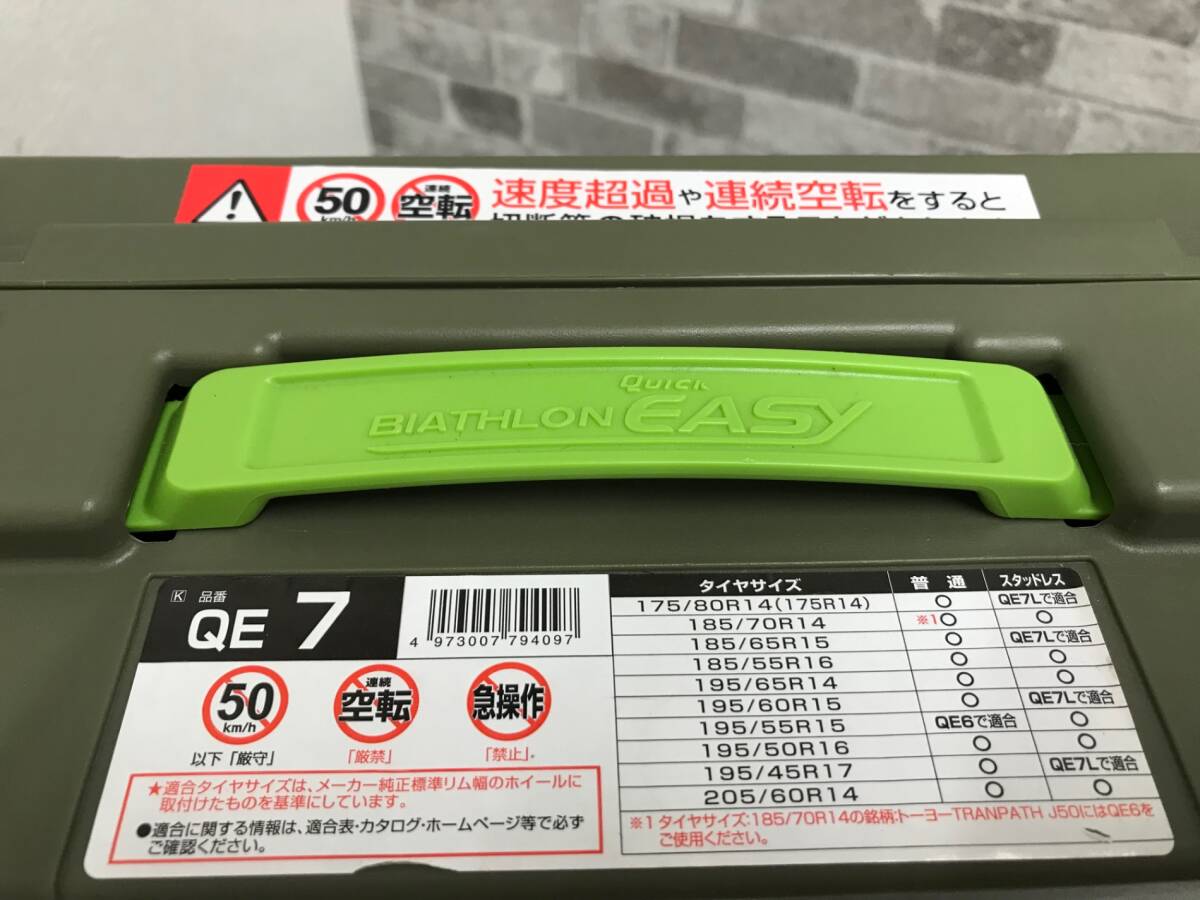 50 km/h 連続 空転 速度超過や連続空転をすると
QUICK
BIATHLON EASY
K 品番
QE 7
4 973007 794097
50 km/h
連続 空転
急操作
以下「厳守」 「厳禁」 「禁止」。
★適合タイヤサイズは、メーカー純正標準リム幅のホイールに
取付けたものを基準にしています。
●適合に関する情報は、適合表・カタログ・ホームページ等で必ず
ご確認ください。
タイヤサイズ 普通 スタッドレス
175/80R14(175R14) ○ QE7Lで適合
185/70R14 ※1○ ○
185/65R15 ○ QE7Lで適合
185/55R16 ○ ○
195/65R14 ○ ○
195/60R15 ○ QE7Lで適合
195/55R15 QE6で適合 ○
195/50R16 ○ ○
195/45R17 ○ QE7Lで適合
205/60R14 ○ ○
※1 タイヤサイズ:185/70R14の銘柄:トーヨーTRANPATH J50にはQE6を
ご使用ください。